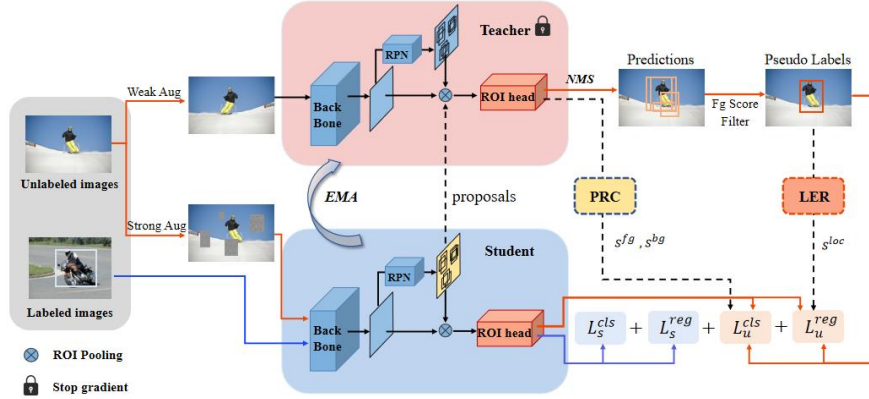 Teacher
RPN
Weak Aug
Back
Bone
ROI head
NMS
Predictions
Fg Score
Filter
Pseudo Labels
Unlabeled images
EMA
proposals
PRC
LER
Strong Aug
s^{fg} , s^{bg}
s^{loc}
Student
RPN
Labeled images
Back
Bone
ROI head
L_s^{cls} + L_s^{reg} + L_u^{cls} + L_u^{reg}
ROI Pooling
Stop gradient